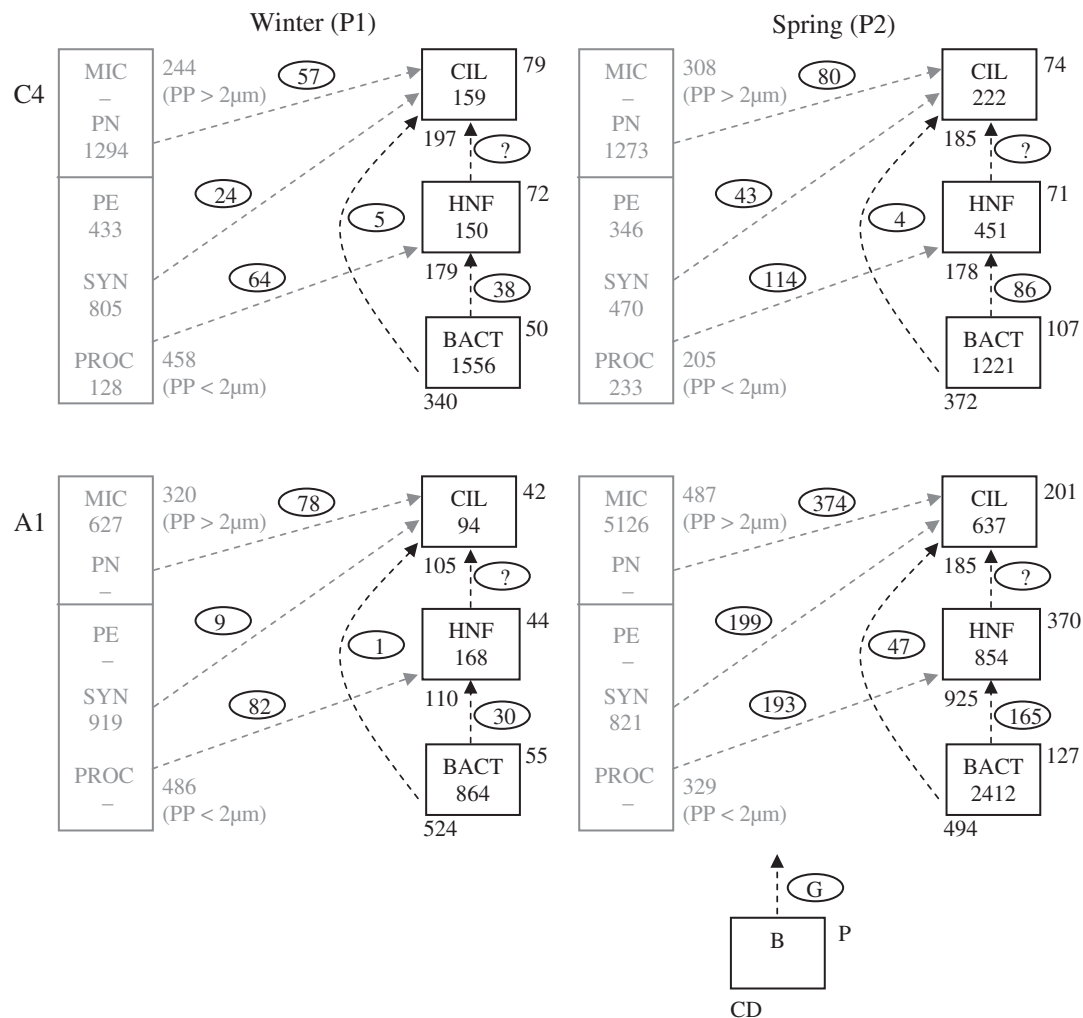 Winter (P1)
Spring (P2)
C4
MIC
–
PN
1294
PE
433
SYN
805
PROC
128
244
(PP > 2µm)
458
(PP < 2µm)
57
24
64
5
?
38
CIL
159
79
197
HNF
150
72
179
BACT
1556
50
340
MIC
–
PN
1273
PE
346
SYN
470
PROC
233
308
(PP > 2µm)
205
(PP < 2µm)
80
43
114
4
?
86
CIL
222
74
185
HNF
451
71
178
BACT
1221
107
372
A1
MIC
627
PN
–
PE
–
SYN
919
PROC
–
320
(PP > 2µm)
486
(PP < 2µm)
78
9
82
1
?
30
CIL
94
42
105
HNF
168
44
110
BACT
864
55
524
MIC
5126
PN
–
PE
–
SYN
821
PROC
–
487
(PP > 2µm)
329
(PP < 2µm)
374
199
193
47
?
165
CIL
637
201
185
HNF
854
370
925
BACT
2412
127
494
G
B
P
CD